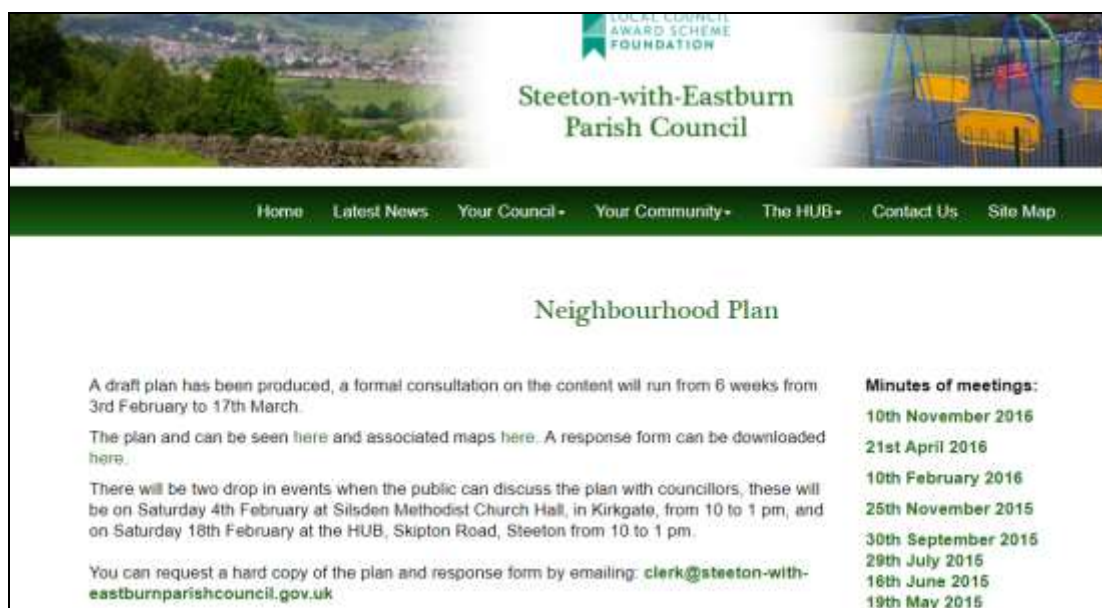 LOCAL COUNCIL
AWARD SCHEME
FOUNDATION
Steeton-with-Eastburn
Parish Council
Home Latest News Your Council Your Community The HUB Contact Us Site Map
Neighbourhood Plan
A draft plan has been produced, a formal consultation on the content will run from 6 weeks from
3rd February to 17th March.
The plan and can be seen here and associated maps here. A response form can be downloaded
here.
There will be two drop in events when the public can discuss the plan with councillors, these will
be on Saturday 4th February at Silsden Methodist Church Hall, in Kirkgate, from 10 to 1 pm, and
on Saturday 18th February at the HUB, Skipton Road, Steeton from 10 to 1 pm.
You can request a hard copy of the plan and response form by emailing: clerk@steeton-with-
eastburnparishcouncil.gov.uk
Minutes of meetings:
10th November 2016
21st April 2016
10th February 2016
25th November 2015
30th September 2015
29th July 2015
16th June 2015
19th May 2015